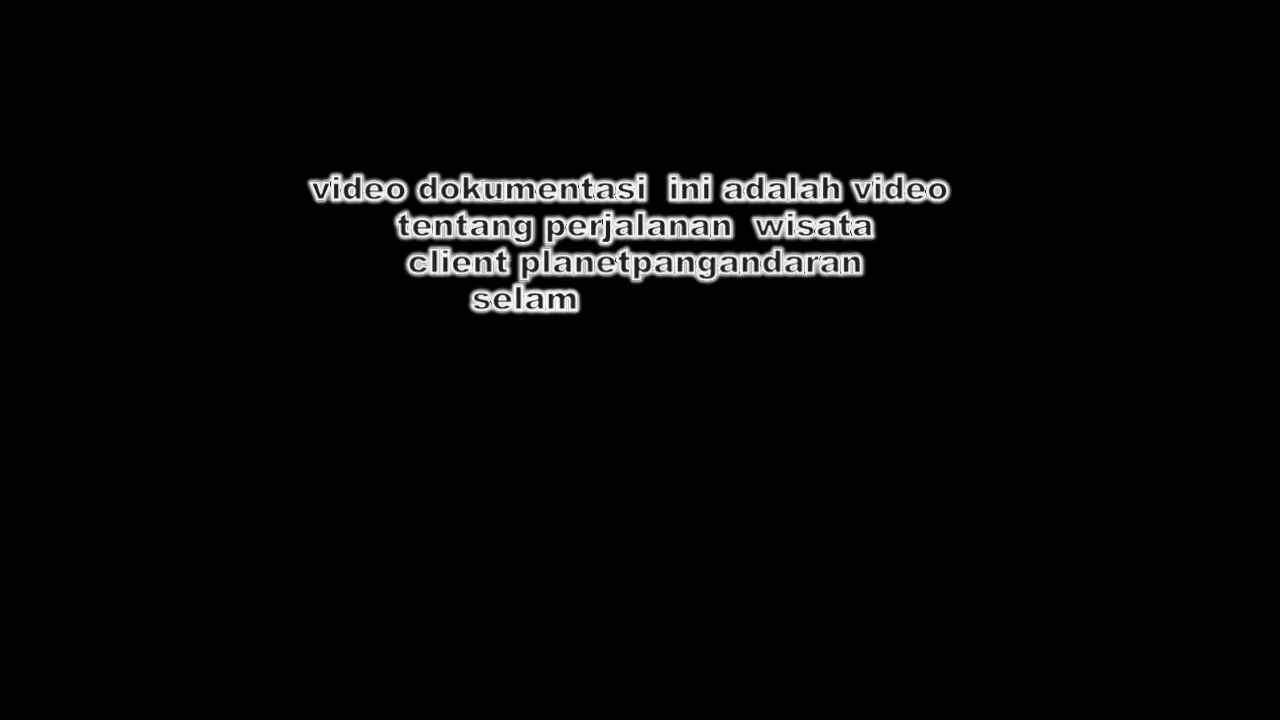 video dokumentasi  ini adalah video
tentang perjalanan  wisata
client planetpangandaran
selam